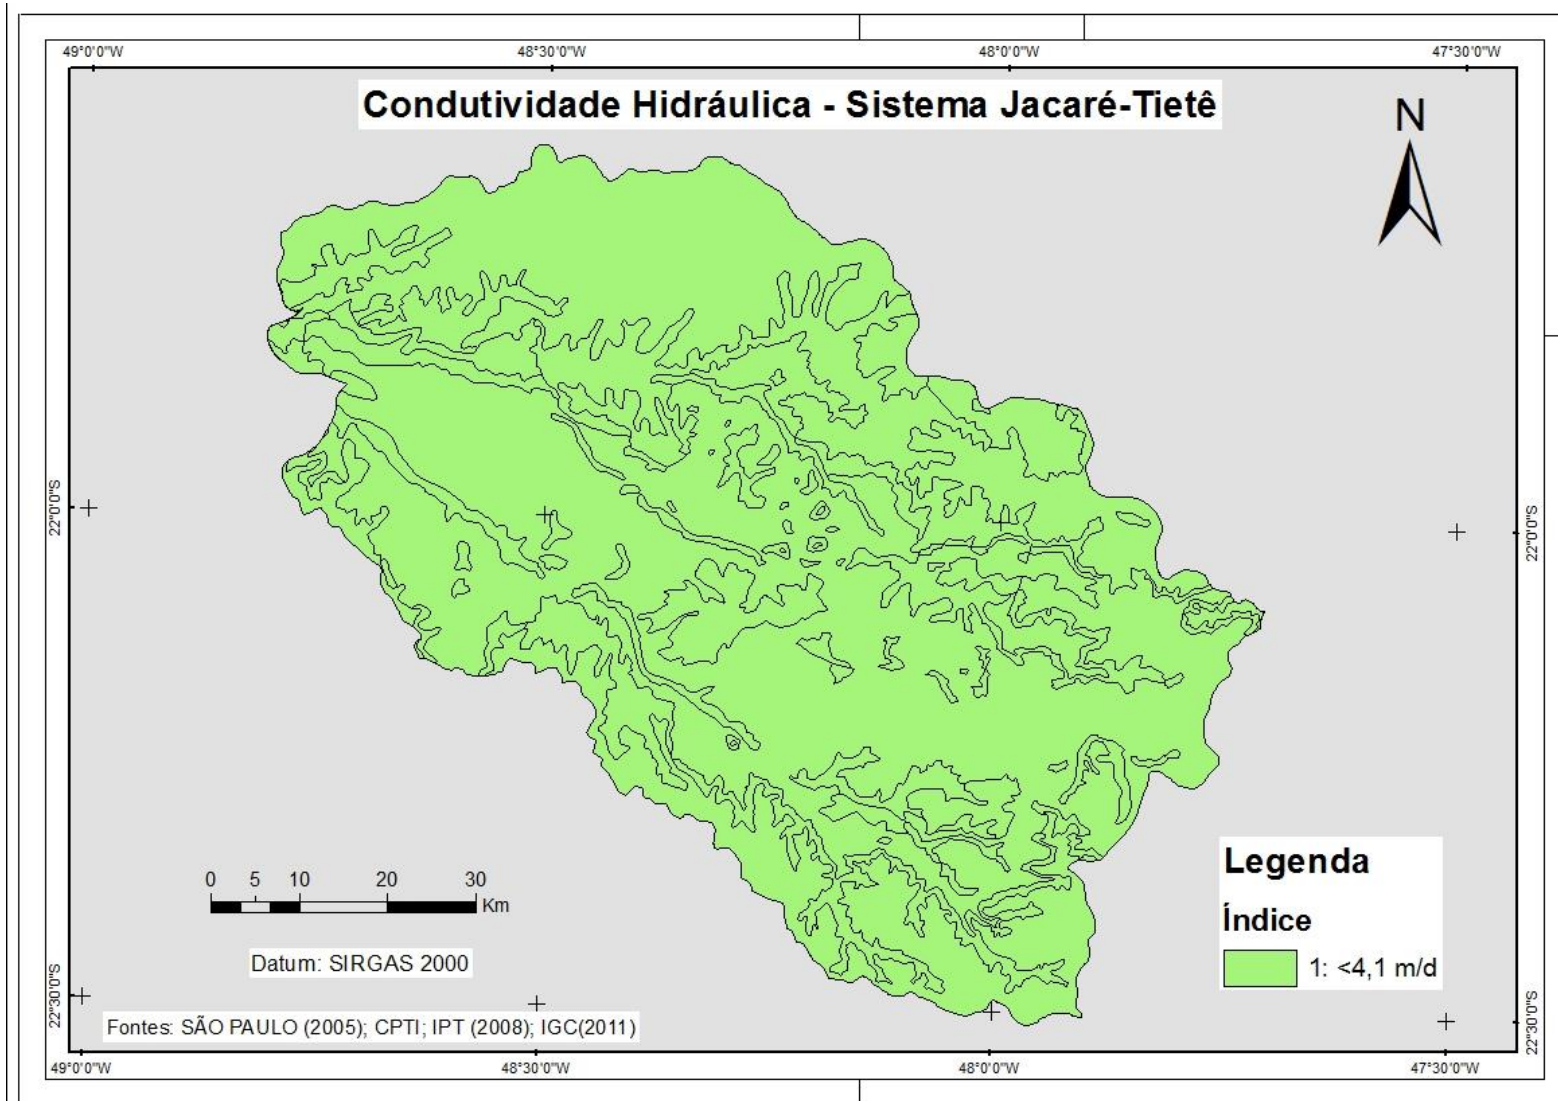 49°0'0"W 48°30'0"W 48°0'0"W 47°30'0"W
Condutividade Hidráulica - Sistema Jacaré-Tietê
N
22°0'0"S
22°0'0"S
0 5 10 20 30
Km
Legenda
Índice
1: <4,1 m/d
Datum: SIRGAS 2000
22°30'0"S
22°30'0"S
Fontes: SÃO PAULO (2005); CPTI; IPT (2008); IGC(2011)
49°0'0"W 48°30'0"W 48°0'0"W 47°30'0"W